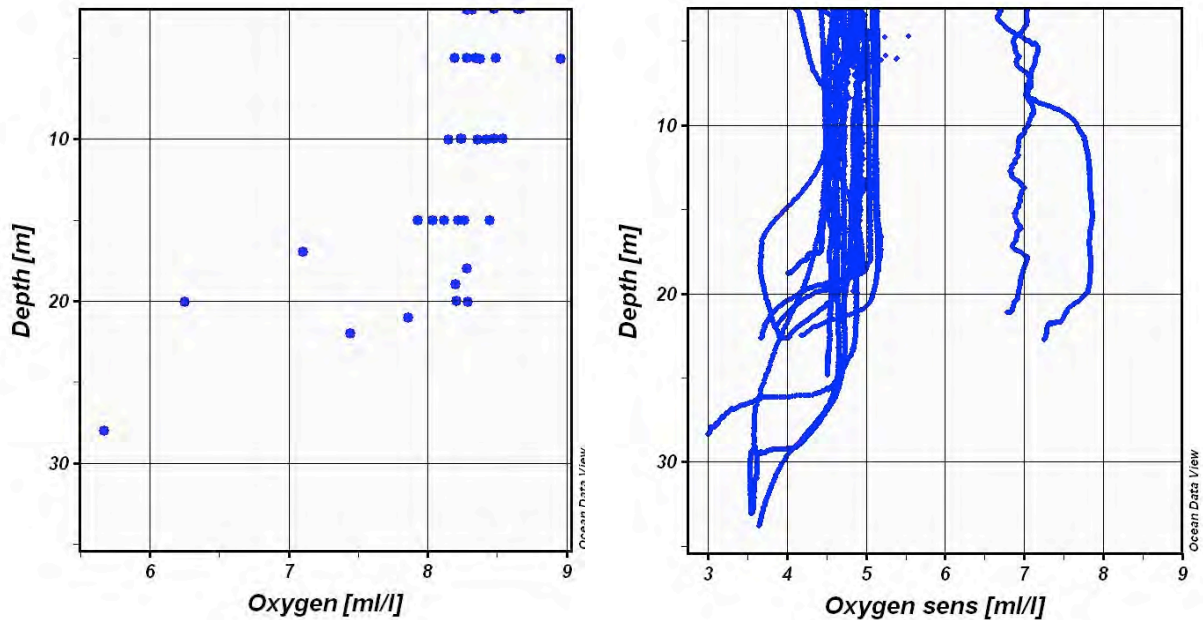 Depth [m]
10
20
30
6
7
8
9
Oxygen [ml/l]
Ocean Data View
Depth [m]
10
20
30
3
4
5
6
7
8
9
Oxygen sens [ml/l]
Ocean Data View